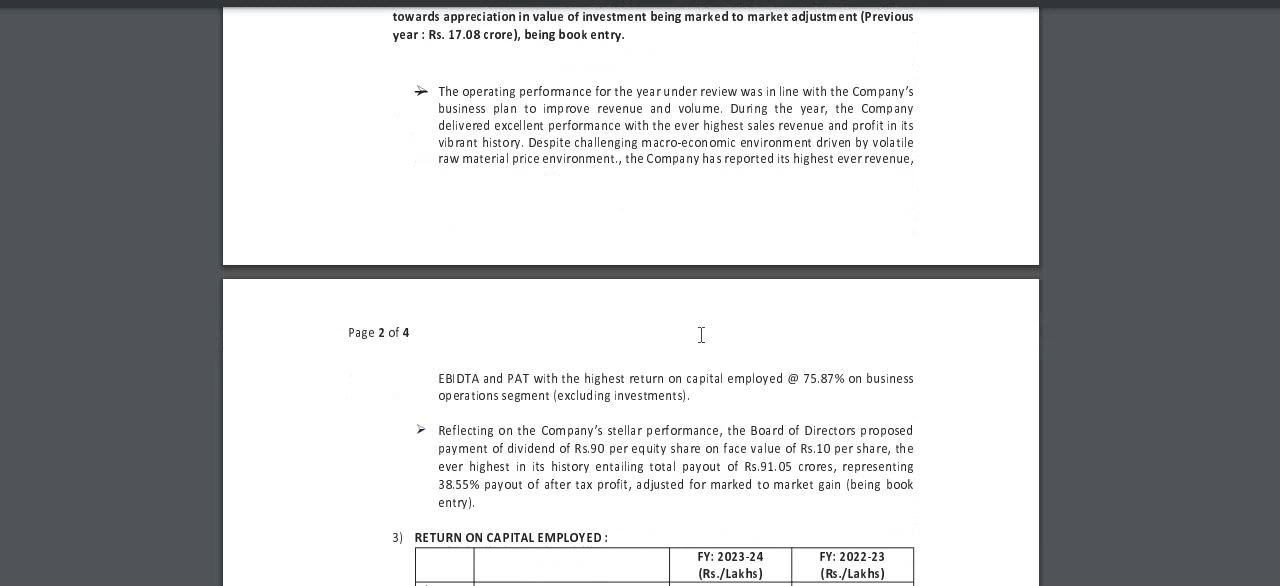 towards appreciation in value of investment being marked to market adjustment (Previous
year : Rs. 17.08 crore), being book entry.
The operating performance for the year under review was in line with the Company's
business plan to improve revenue and volume. During the year, the Company
delivered excellent performance with the ever highest sales revenue and profit in its
vibrant history. Despite challenging macro-economic environment driven by volatile
raw material price environment., the Company has reported its highest ever revenue,
Page 2 of 4
EBIDTA and PAT with the highest return on capital employed @ 75.87% on business
operations segment (excluding investments).
Reflecting on the Company's stellar performance, the Board of Directors proposed
payment of dividend of Rs.90 per equity share on face value of Rs.10 per share, the
ever highest in its history entailing total payout of Rs.91.05 crores, representing
38.55% payout of after tax profit, adjusted for marked to market gain (being book
entry).
3) RETURN ON CAPITAL EMPLOYED :
FY: 2023-24 FY: 2022-23
(Rs./Lakhs) (Rs./Lakhs)